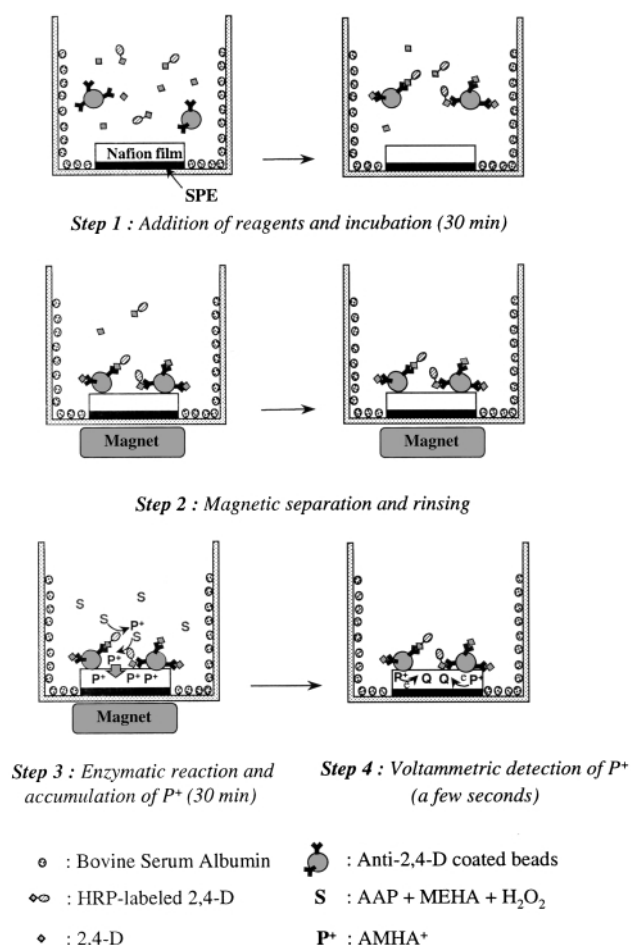 Nafion film
SPE
Step 1 : Addition of reagents and incubation (30 min)
Magnet
Magnet
Step 2 : Magnetic separation and rinsing
S
S
S
P⁺
S
S
P⁺
P⁺
P⁺ P⁺
Magnet
P⁺ Q Q P⁺
e e
Step 3 : Enzymatic reaction and
accumulation of P⁺ (30 min)
Step 4 : Voltammetric detection of P⁺
(a few seconds)
: Bovine Serum Albumin
: Anti-2,4-D coated beads
: HRP-labeled 2,4-D
S : AAP + MEHA + H₂O₂
: 2.4-D
P⁺ : AMHA⁺